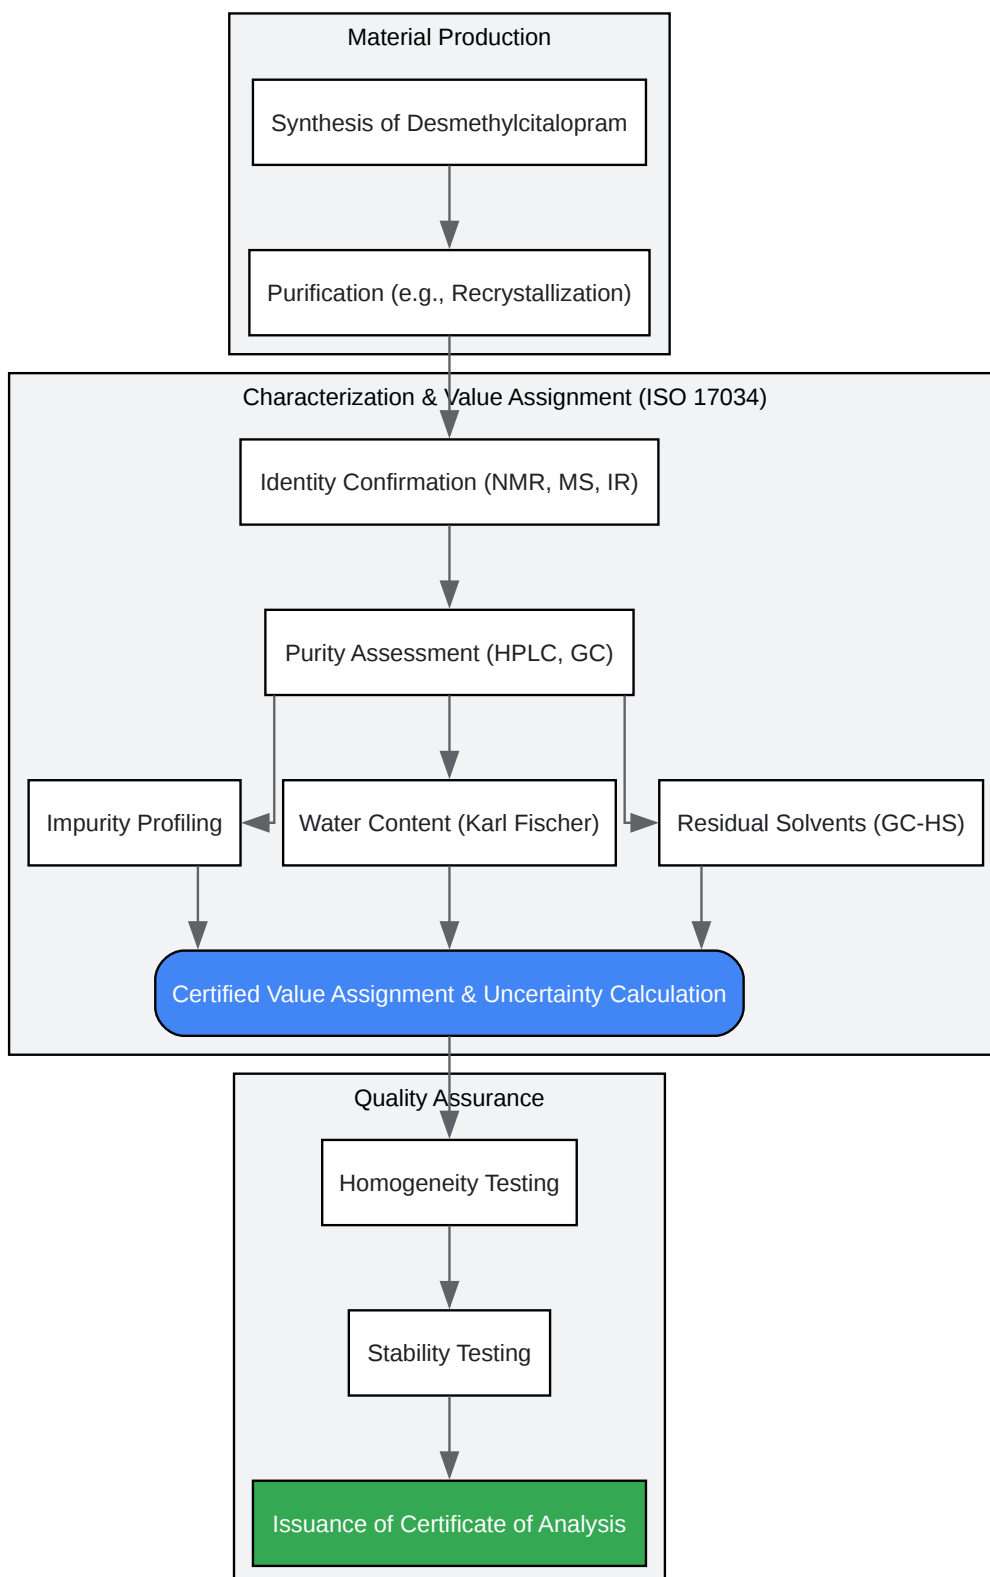 Material Production
Synthesis of Desmethylcitalopram
Purification (e.g., Recrystallization)
Characterization & Value Assignment (ISO 17034)
Identity Confirmation (NMR, MS, IR)
Purity Assessment (HPLC, GC)
Impurity Profiling
Water Content (Karl Fischer)
Residual Solvents (GC-HS)
Certified Value Assignment & Uncertainty Calculation
Quality Assurance
Homogeneity Testing
Stability Testing
Issuance of Certificate of Analysis